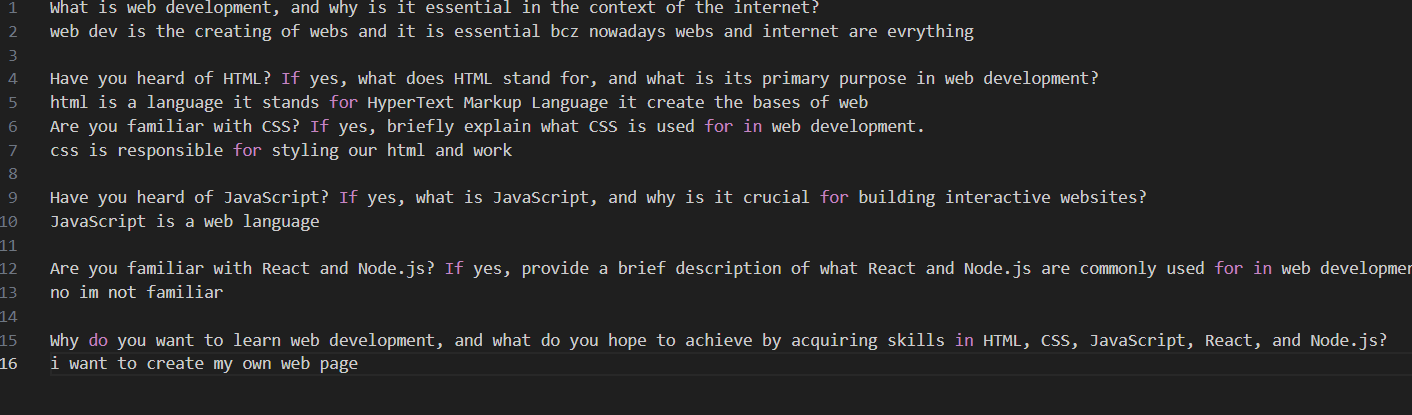 1 What is web development, and why is it essential in the context of the internet?
2 web dev is the creating of webs and it is essential bcz nowadays webs and internet are evrything
3
4 Have you heard of HTML? If yes, what does HTML stand for, and what is its primary purpose in web development?
5 html is a language it stands for HyperText Markup Language it create the bases of web
6 Are you familiar with CSS? If yes, briefly explain what CSS is used for in web development.
7 css is responsible for styling our html and work
8
9 Have you heard of JavaScript? If yes, what is JavaScript, and why is it crucial for building interactive websites?
10 JavaScript is a web language
11
12 Are you familiar with React and Node.js? If yes, provide a brief description of what React and Node.js are commonly used for in web developmen
13 no im not familiar
14
15 Why do you want to learn web development, and what do you hope to achieve by acquiring skills in HTML, CSS, JavaScript, React, and Node.js?
16 i want to create my own web page